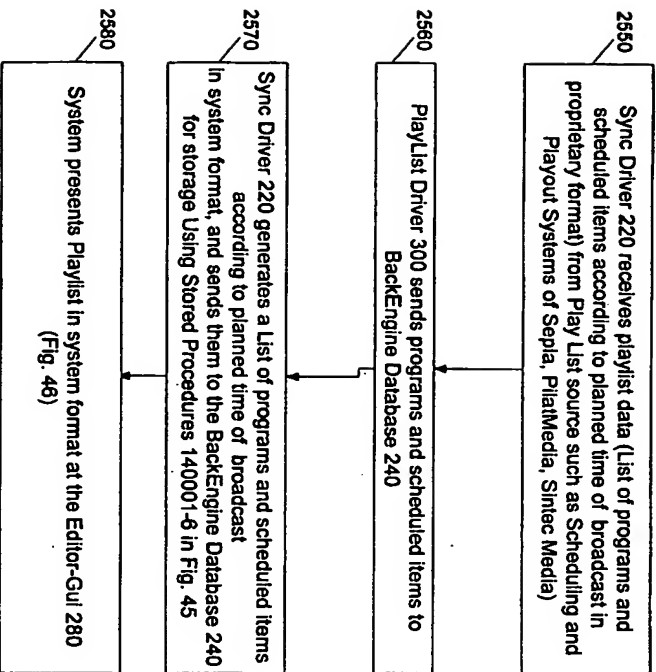 2550
Sync Driver 220 receives playlist data (List of programs and
scheduled items according to planned time of broadcast in
proprietary format) from Play List source such as Scheduling and
Playout Systems of Sepia, PilatMedia, Sintec Media)
2560
PlayList Driver 300 sends programs and scheduled items to
BackEngine Database 240
2570
Sync Driver 220 generates a List of programs and scheduled items
according to planned time of broadcast
in system format, and sends them to the BackEngine Database 240
for storage Using Stored Procedures 140001-6 in Fig. 45
2580
System presents Playlist in system format at the Editor-Gui 280
(Fig. 46)